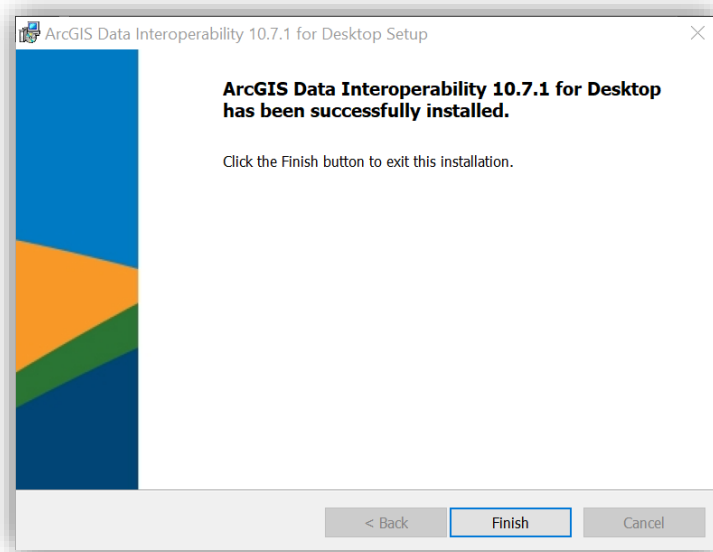 ArcGIS Data Interoperability 10.7.1 for Desktop Setup
ArcGIS Data Interoperability 10.7.1 for Desktop
has been successfully installed.
Click the Finish button to exit this installation.
< Back
Finish
Cancel